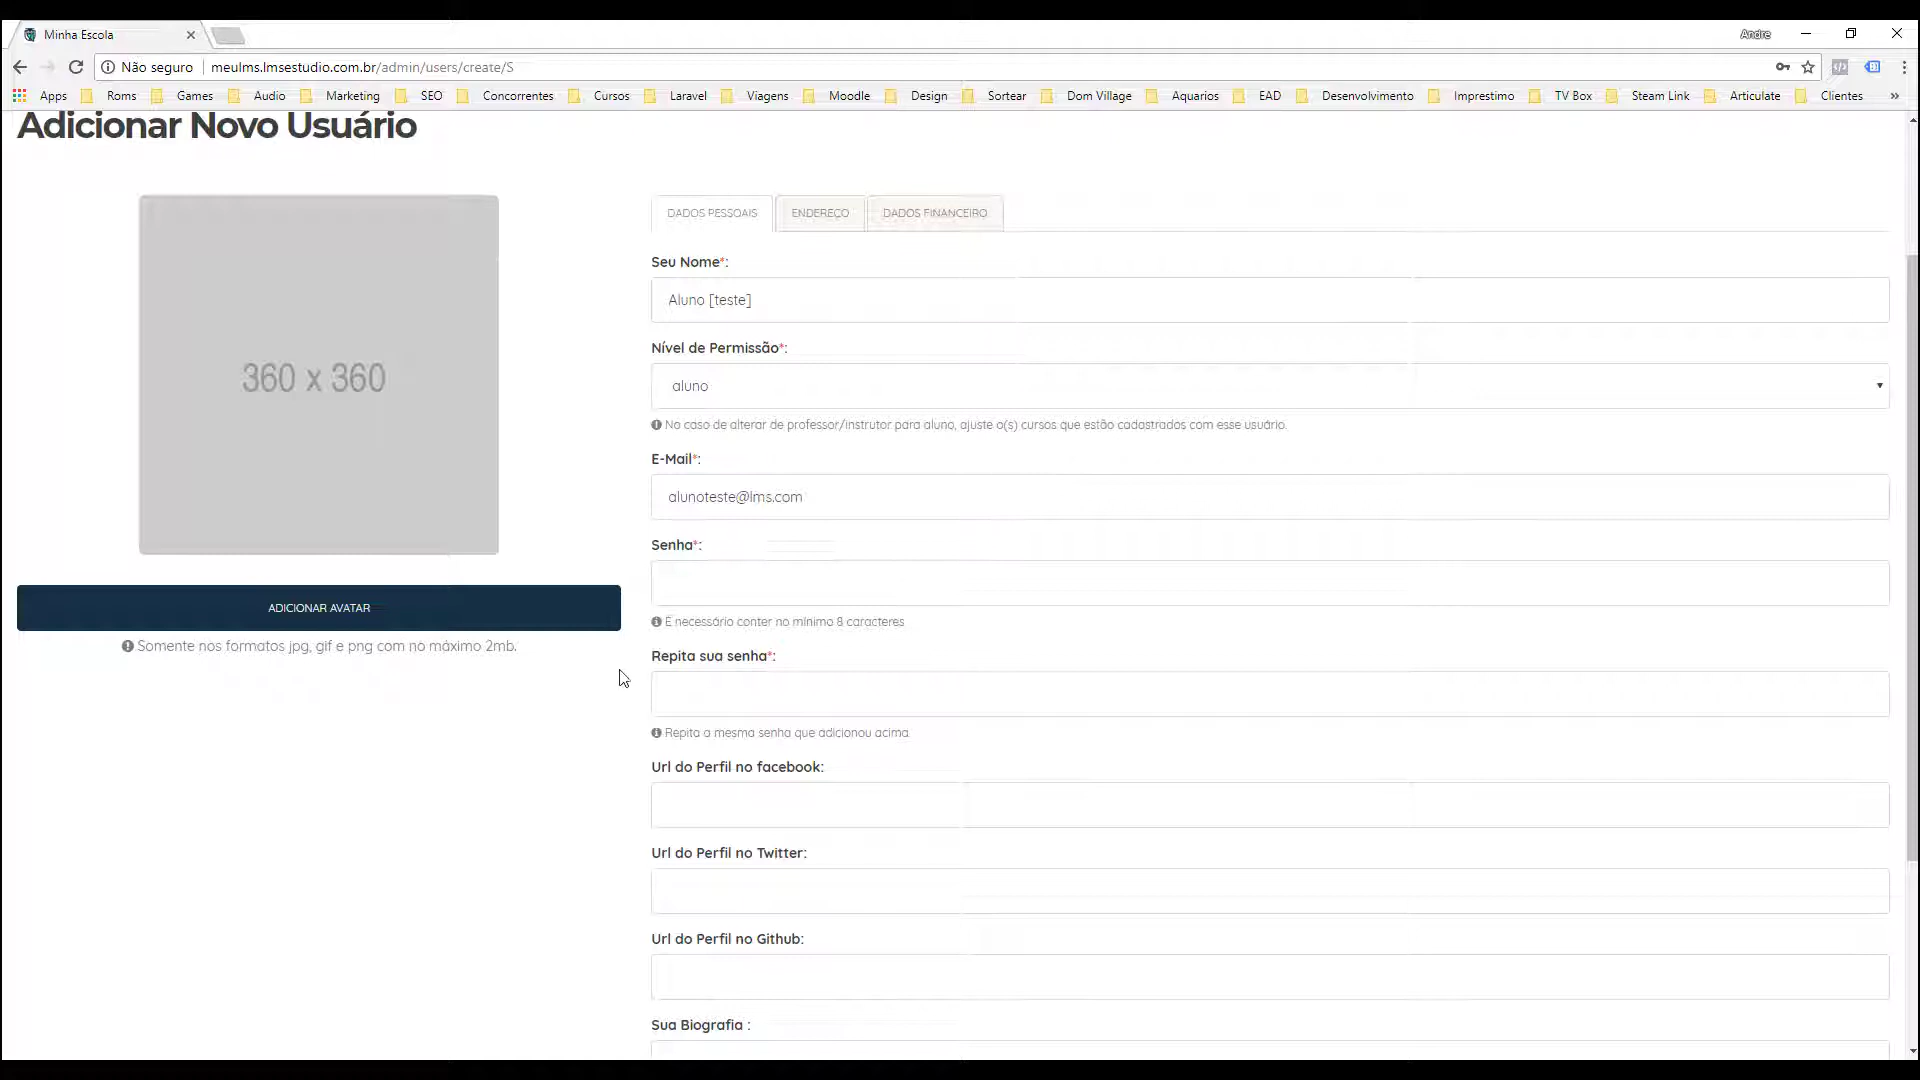 Minha Escola
Andre
Não seguro
meulms.lmsestudio.com.br/admin/users/create/S
Apps Roms Games Audio Marketing SEO Concorrentes Cursos Laravel Viagens Moodle Design Sortear Dom Village Aquarios EAD Desenvolvimento Imprestimo TV Box Steam Link Articulate Clientes »
Adicionar Novo Usuário
360 x 360
ADICIONAR AVATAR
Somente nos formatos jpg, gif e png com no máximo 2mb.
DADOS PESSOAIS ENDEREÇO DADOS FINANCEIRO
Seu Nome*:
Aluno [teste]
Nível de Permissão*:
aluno
No caso de alterar de professor/instrutor para aluno, ajuste o(s) cursos que estão cadastrados com esse usuário.
E-Mail*:
alunoteste@lms.com
Senha*:
É necessário conter no mínimo 8 caracteres
Repita sua senha*:
Repita a mesma senha que adicionou acima.
Url do Perfil no facebook:
Url do Perfil no Twitter:
Url do Perfil no Github:
Sua Biografia :